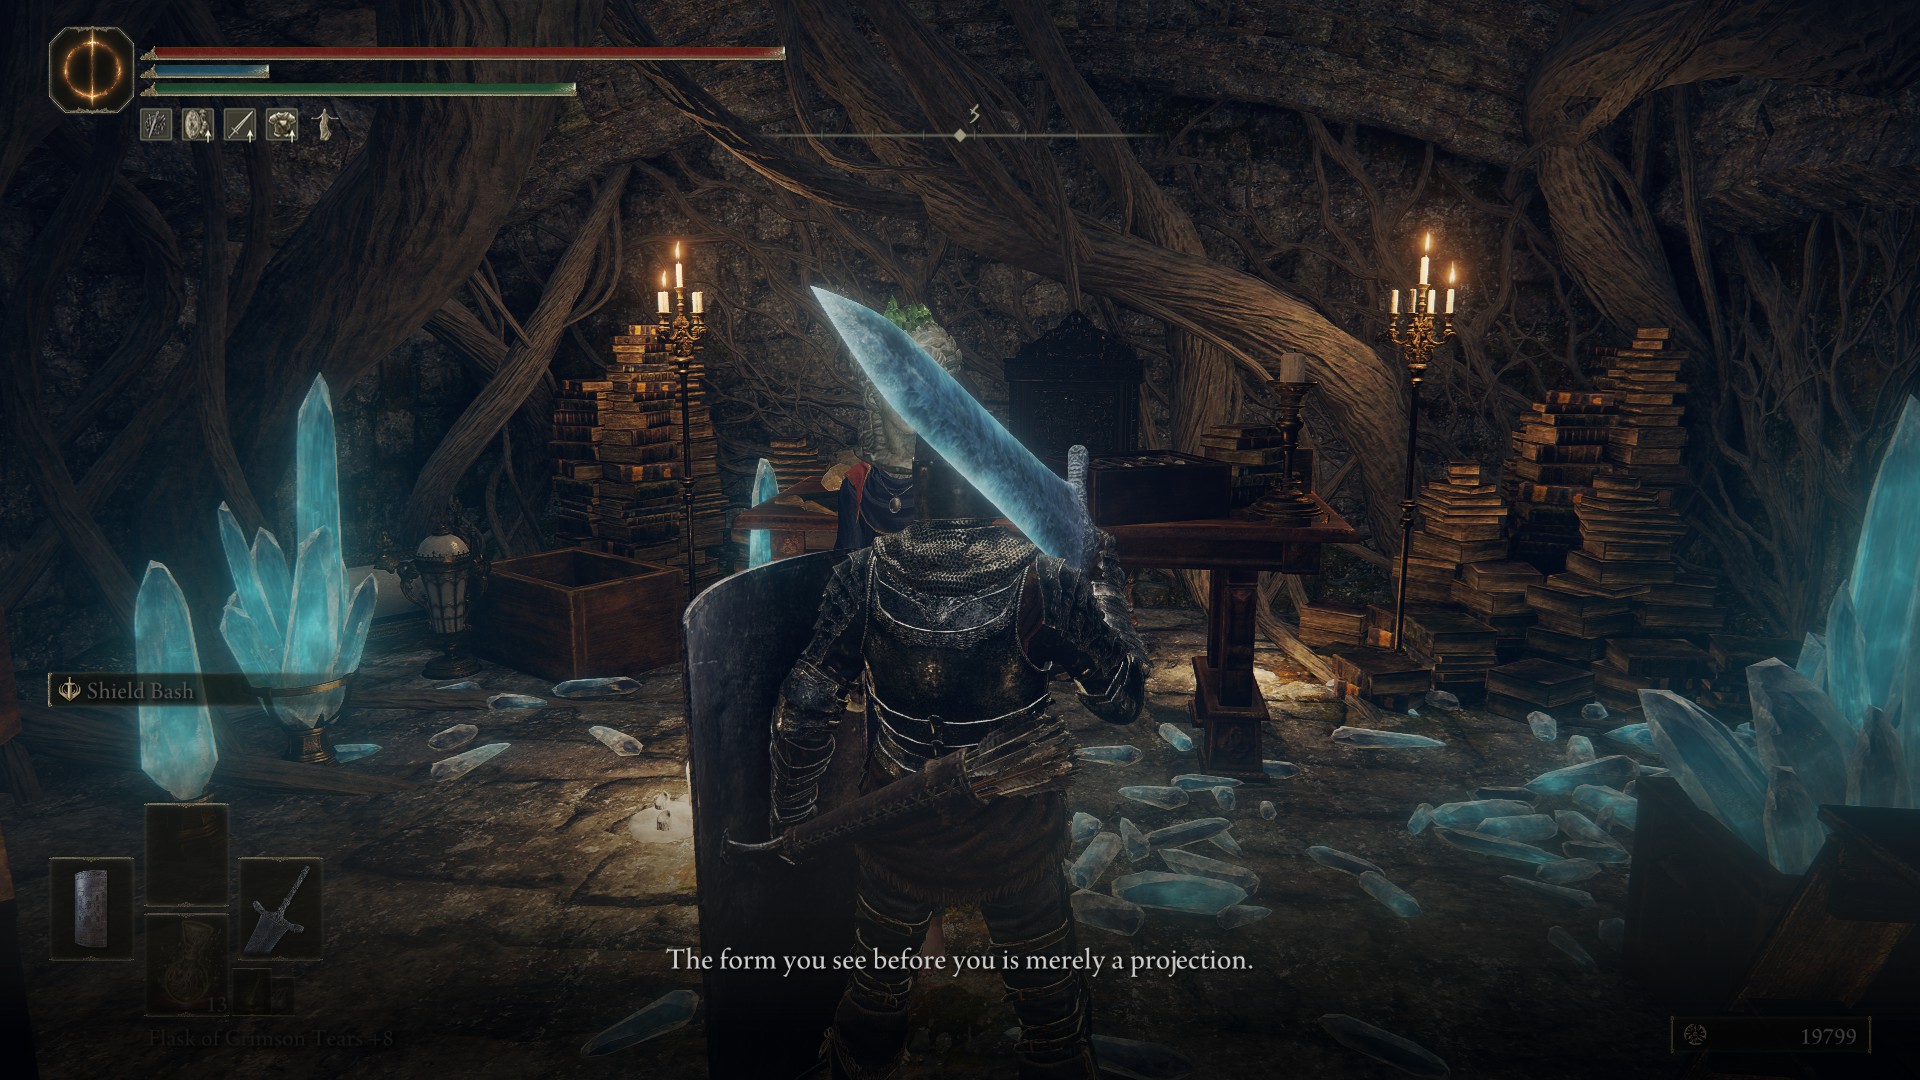 Shield Bash
The form you see before you is merely a projection.
13
Flask of Crimson Tears +8
19799